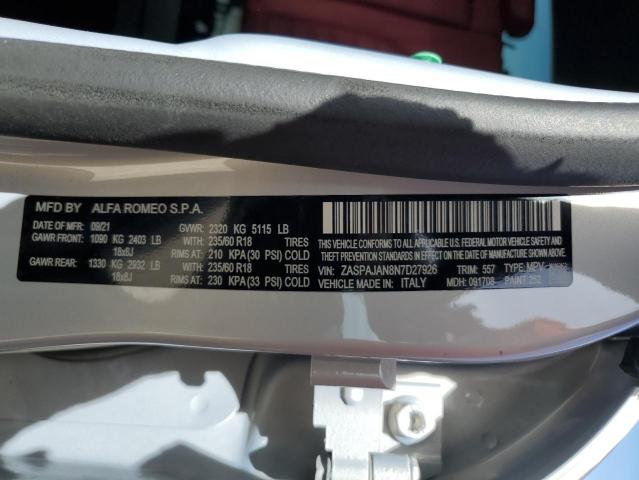 MFD BY ALFA ROMEO S.P.A.
DATE OF MFR: 09/21 GVWR: 2320 KG 5115 LB
GAWR FRONT: 1090 KG 2403 LB WITH: 235/60 R18 TIRES
18x8J RIMS AT: 210 KPA (30 PSI) COLD
GAWR REAR: 1330 KG 2932 LB WITH: 235/60 R18 TIRES
18x8J RIMS AT: 230 KPA (33 PSI) COLD
THIS VEHICLE CONFORMS TO ALL APPLICABLE U.S.A. FEDERAL MOTOR
VEHICLE SAFETY, BUMPER, AND THEFT PREVENTION STANDARDS IN
EFFECT ON THE DATE OF MANUFACTURE SHOWN ABOVE.
VIN: ZASPAJAN8N7D27926 TRIM: 557 TYPE: MPV
VEHICLE MADE IN: ITALY MDH: 091708 PAINT: 252